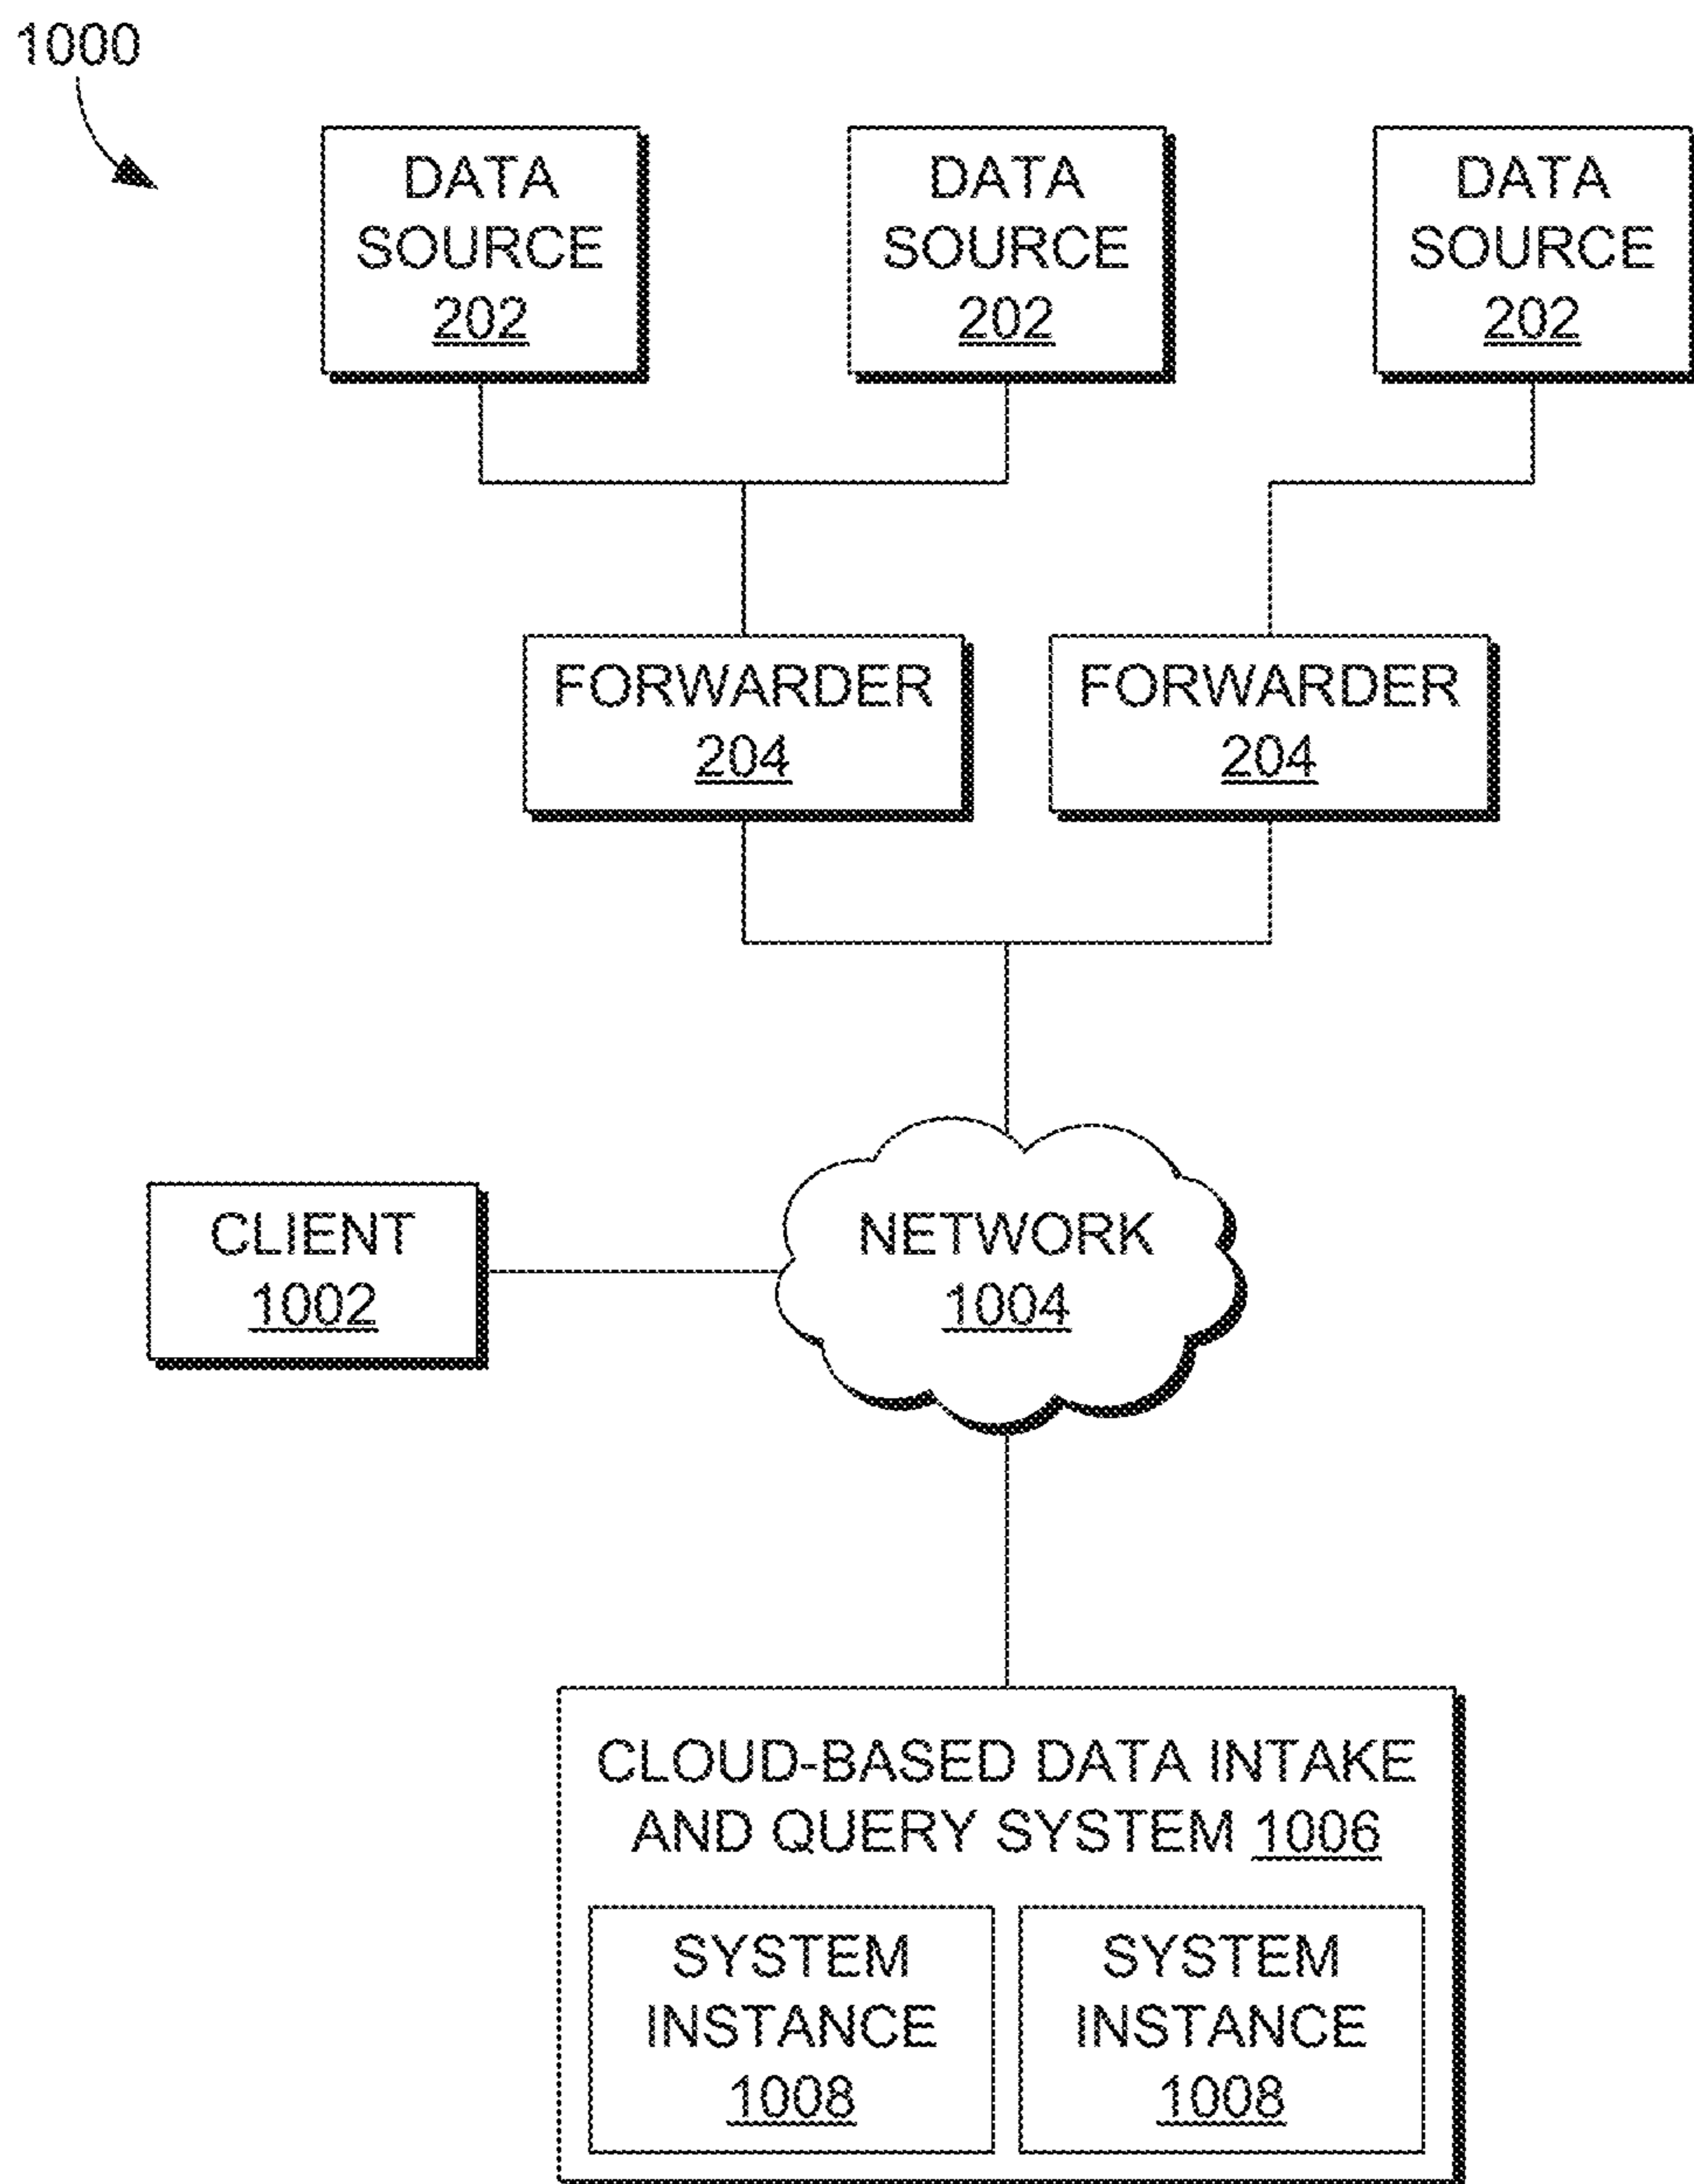 1000
DATA
SOURCE
202
DATA
SOURCE
202
DATA
SOURCE
202
FORWARDER
204
FORWARDER
204
CLIENT
1002
NETWORK
1004
CLOUD-BASED DATA INTAKE
AND QUERY SYSTEM 1006
SYSTEM
INSTANCE
1008
SYSTEM
INSTANCE
1008